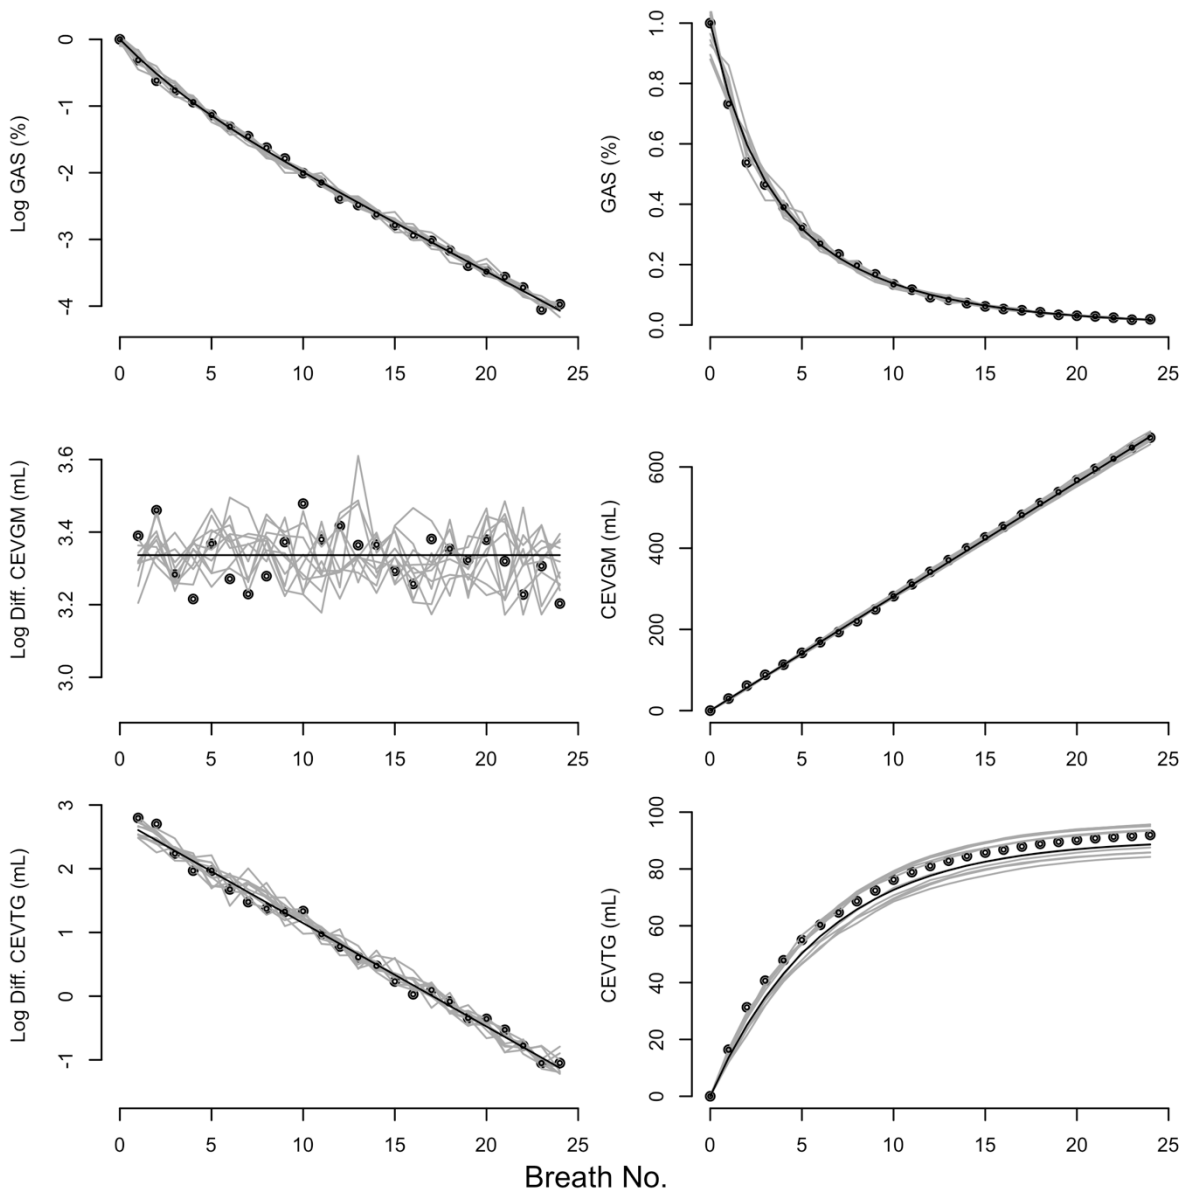 Log GAS (%)
0
-1
-2
-3
-4
0 5 10 15 20 25
GAS (%)
1.0
0.8
0.6
0.4
0.2
0.0
0 5 10 15 20 25
Log Diff. CEVGM (mL)
3.6
3.4
3.2
3.0
0 5 10 15 20 25
CEVGM (mL)
600
400
200
0
0 5 10 15 20 25
Log Diff. CEVTG (mL)
3
2
1
0
-1
0 5 10 15 20 25
CEVTG (mL)
100
80
60
40
20
0
0 5 10 15 20 25
Breath No.